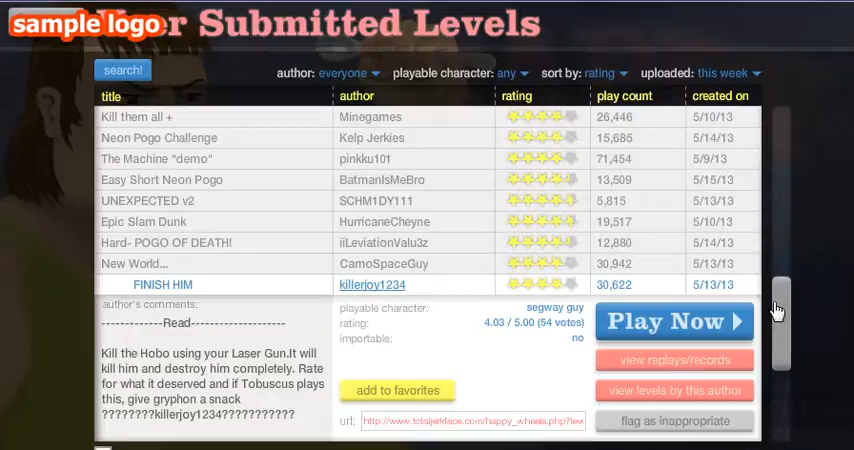 sample logo
er Submitted Levels
search!
author: everyone playable character: any sort by: rating uploaded: this week
title author rating play count created on
Kill them all + Minegames 26,446 5/10/13
Neon Pogo Challenge Kelp Jerkies 15,685 5/14/13
The Machine "demo" pinkku101 71,454 5/9/13
Easy Short Neon Pogo BatmanIsMeBro 13,509 5/15/13
UNEXPECTED v2 SCHM1DY111 5,815 5/13/13
Epic Slam Dunk HurricaneCheyne 19,517 5/10/13
Hard- POGO OF DEATH! iiLeviationValu3z 12,880 5/14/13
New World... CamoSpaceGuy 30,942 5/13/13
FINISH HIM killerjoy1234 30,622 5/13/13
author's comments:
-------------Read--------------------
Kill the Hobo using your Laser Gun.It will
kill him and destroy him completely. Rate
for what it deserved and if Tobuscus plays
this, give gryphon a snack
????????killerjoy1234???????????
playable character: segway guy
rating: 4.03 / 5.00 (54 votes)
importable: no
add to favorites
url: http://www.totaljerkface.com/happy_wheels.php?lev
Play Now
view replays/records
view levels by this author
flag as inappropriate